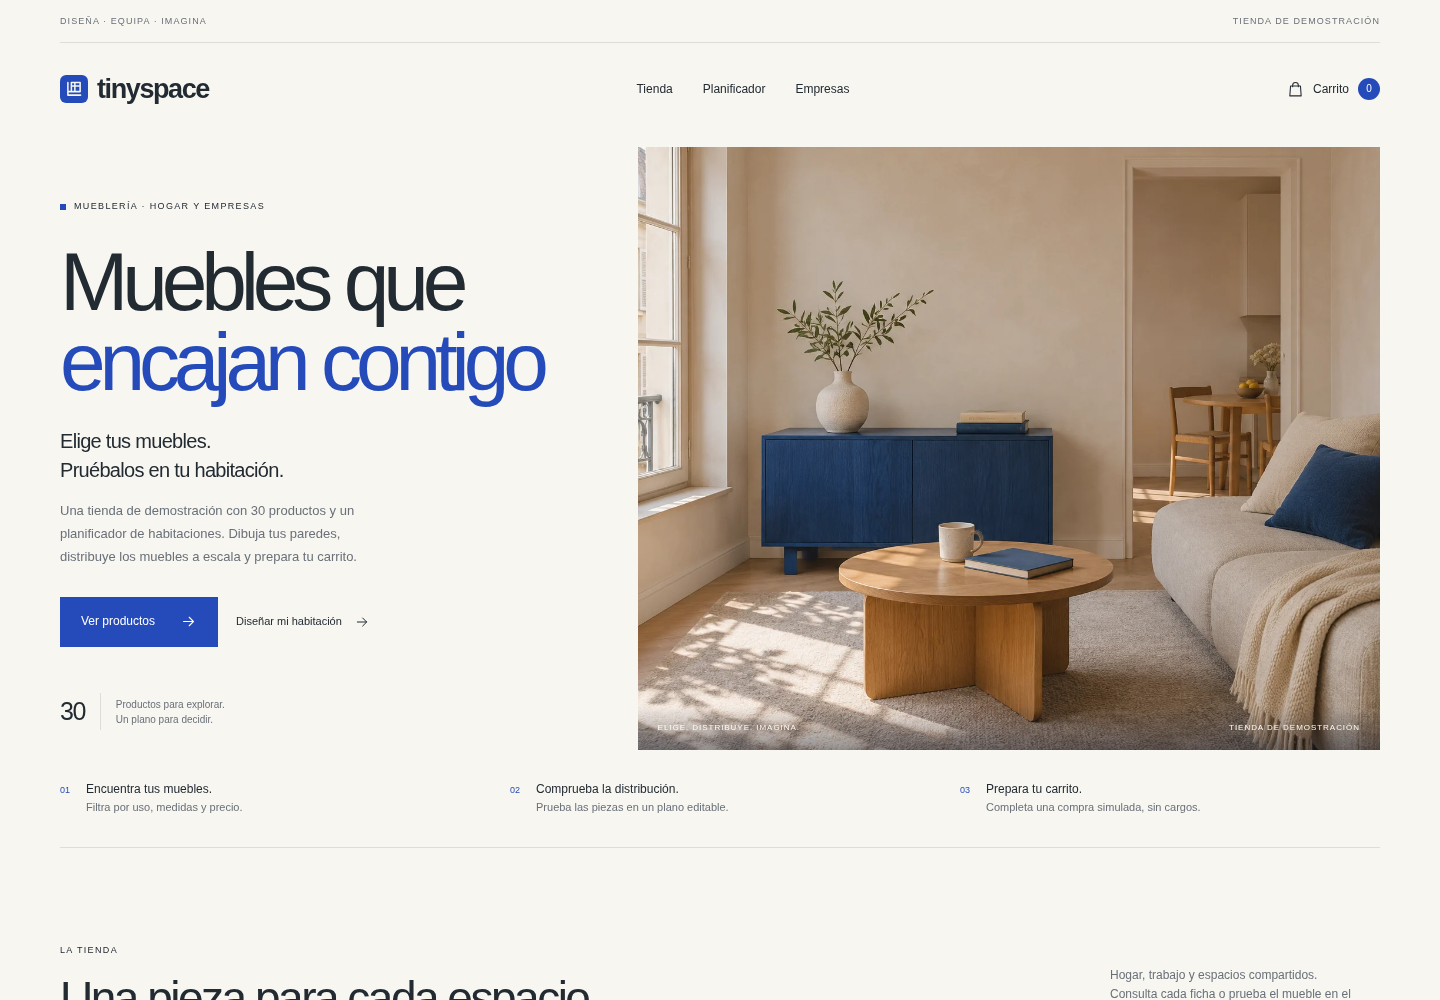 DISEÑA · EQUIPA · IMAGINA
TIENDA DE DEMOSTRACIÓN
tinyspace
Tienda
Planificador
Empresas
Carrito
0
MUEBLERÍA · HOGAR Y EMPRESAS
Muebles que
encajan contigo
Elige tus muebles.
Pruébalos en tu habitación.
Una tienda de demostración con 30 productos y un
planificador de habitaciones. Dibuja tus paredes,
distribuye los muebles a escala y prepara tu carrito.
Ver productos
Diseñar mi habitación
30
Productos para explorar.
Un plano para decidir.
ELIGE. DISTRIBUYE. IMAGINA.
TIENDA DE DEMOSTRACIÓN
01
Encuentra tus muebles.
Filtra por uso, medidas y precio.
02
Comprueba la distribución.
Prueba las piezas en un plano editable.
03
Prepara tu carrito.
Completa una compra simulada, sin cargos.
LA TIENDA
Una pieza para cada espacio
Hogar, trabajo y espacios compartidos.
Consulta cada ficha o prueba el mueble en el